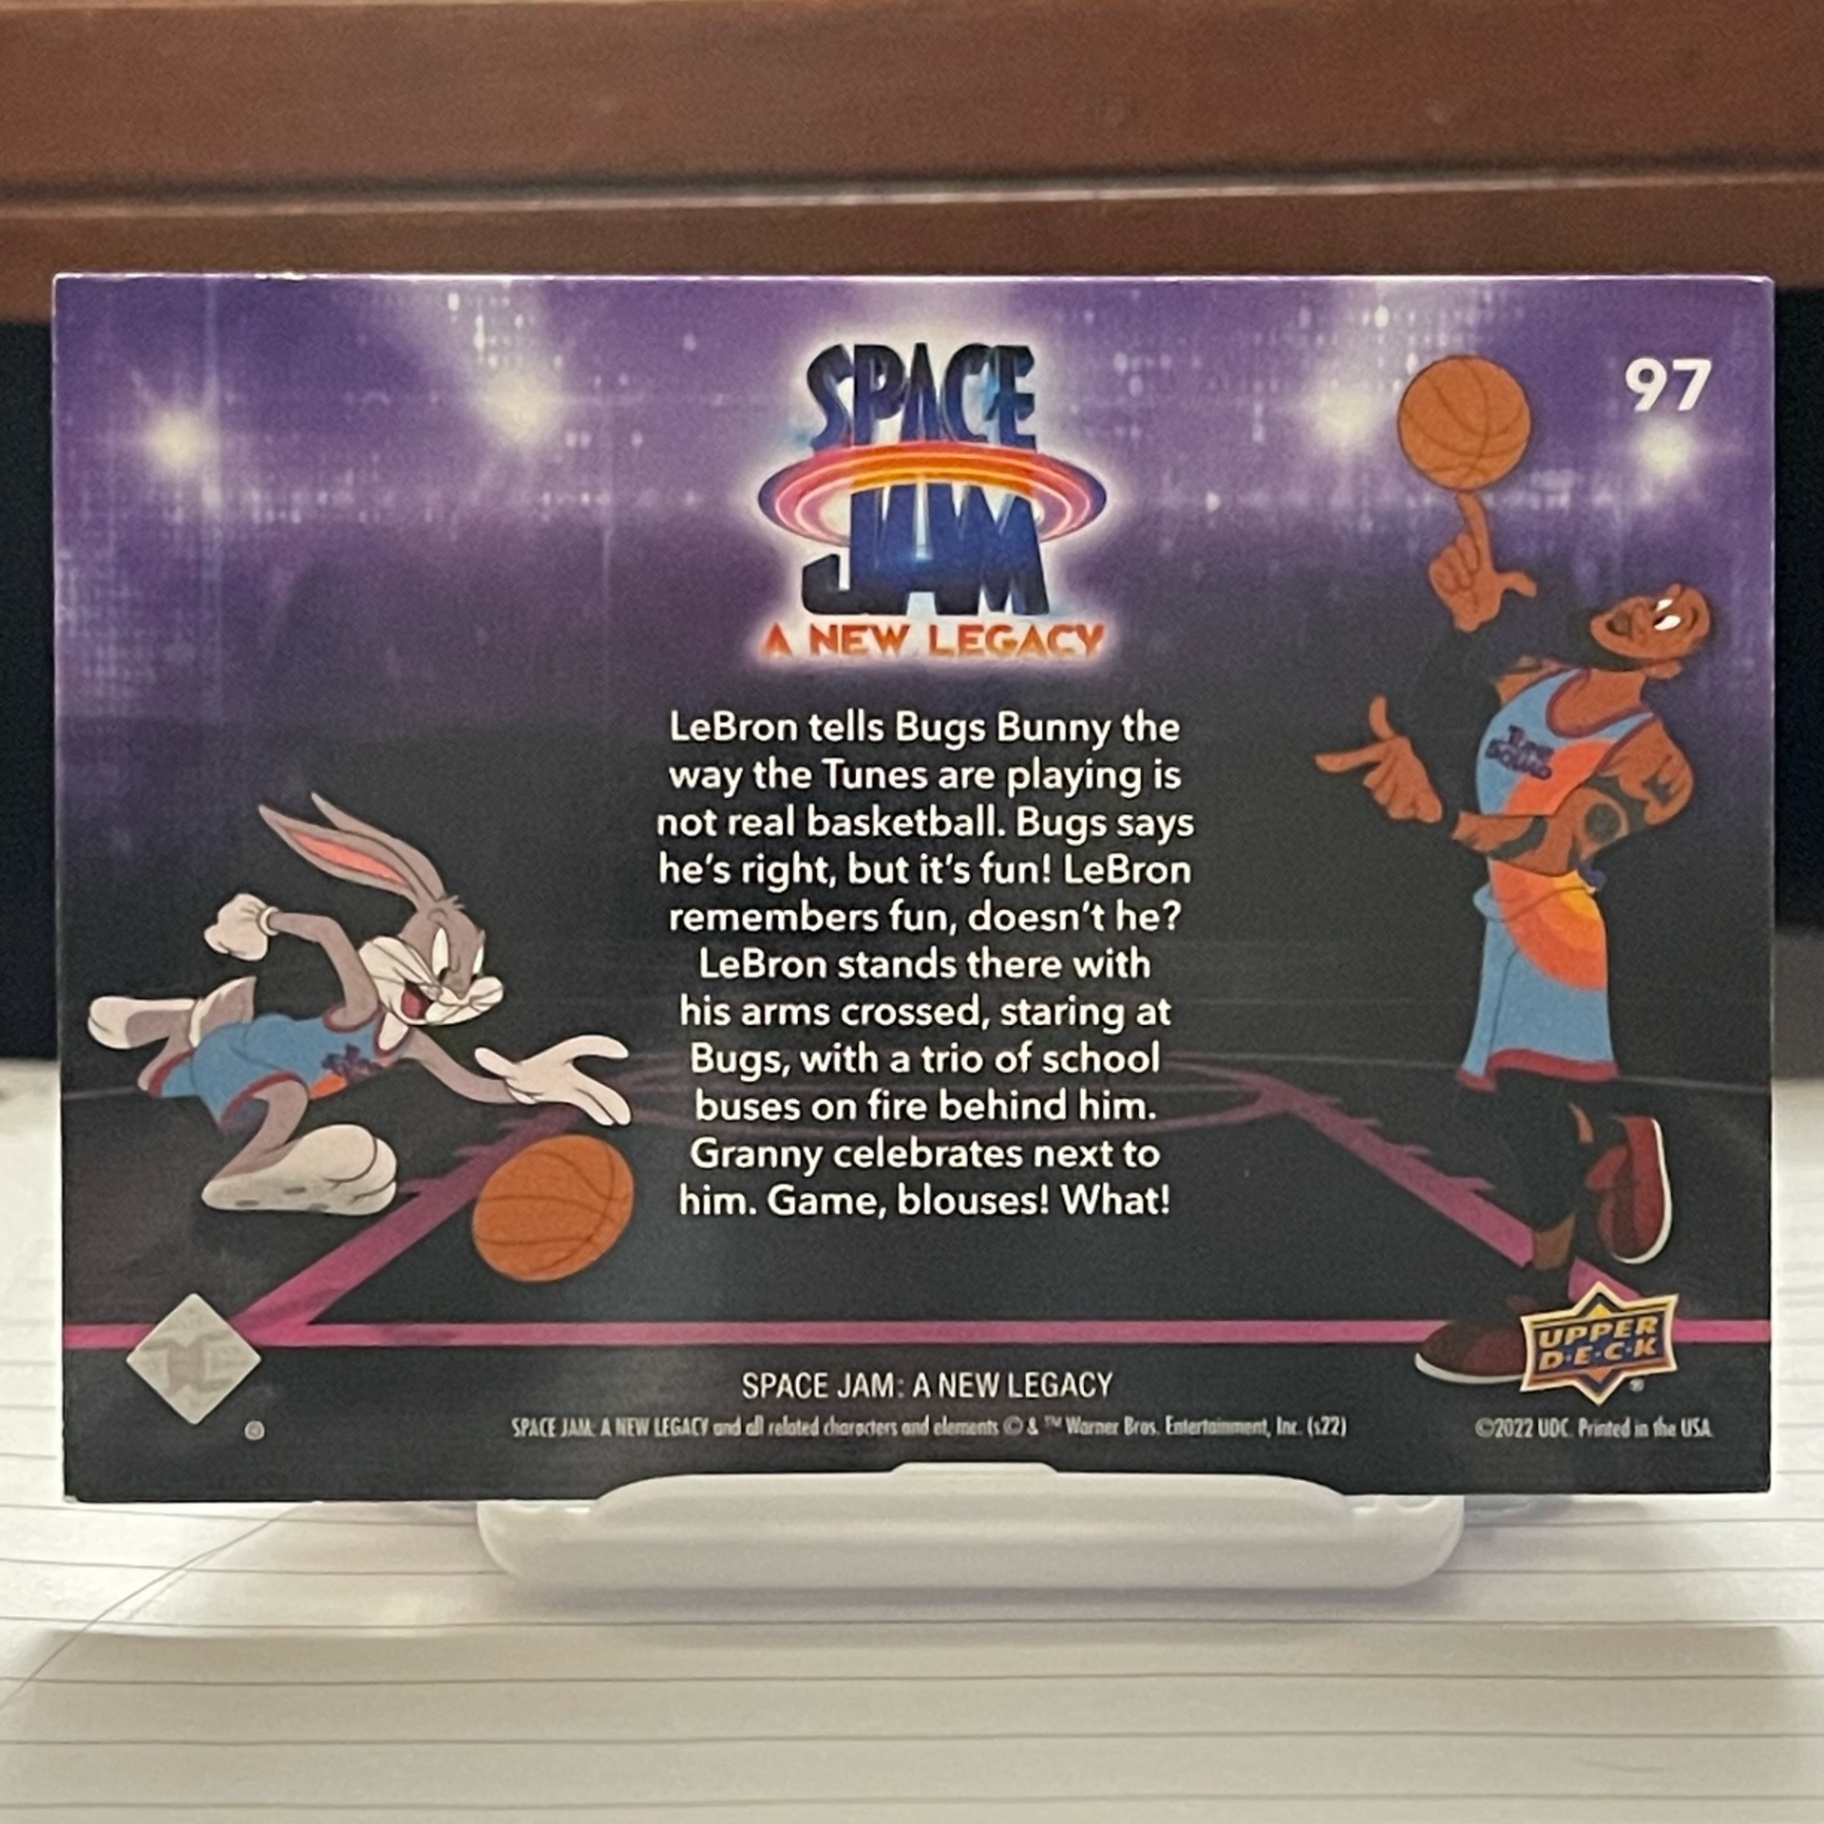 SPACE
JAM
A NEW LEGACY
97
LeBron tells Bugs Bunny the
way the Tunes are playing is
not real basketball. Bugs says
he's right, but it's fun! LeBron
remembers fun, doesn't he?
LeBron stands there with
his arms crossed, staring at
Bugs, with a trio of school
buses on fire behind him.
Granny celebrates next to
him. Game, blouses! What!
TUNE
SQUAD
UPPER
D·E·C·K
®
SPACE JAM: A NEW LEGACY
SPACE JAM: A NEW LEGACY and all related characters and elements © & ™ Warner Bros. Entertainment, Inc. (s22)
©2022 UDC. Printed in the USA.